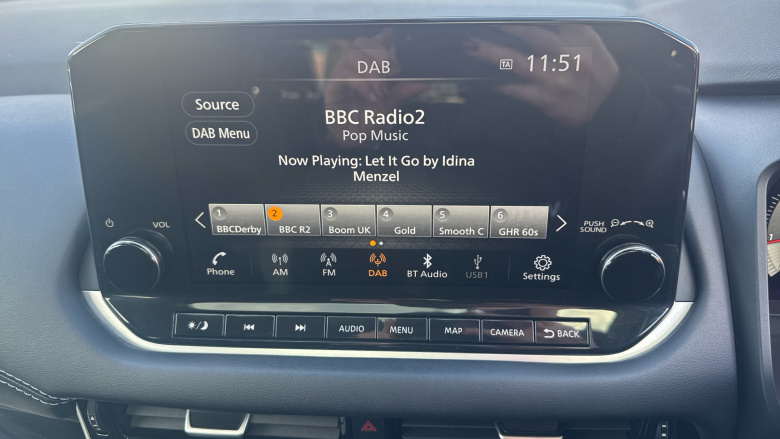 DAB
TA 11:51
Source
BBC Radio2
Pop Music
DAB Menu
Now Playing: Let It Go by Idina
Menzel
1 2 3 4 5 6
BBCDerby BBC R2 Boom UK Gold Smooth C GHR 60s
VOL
PUSH
SOUND
Phone AM FM DAB BT Audio USB1 Settings
AUDIO MENU MAP CAMERA BACK